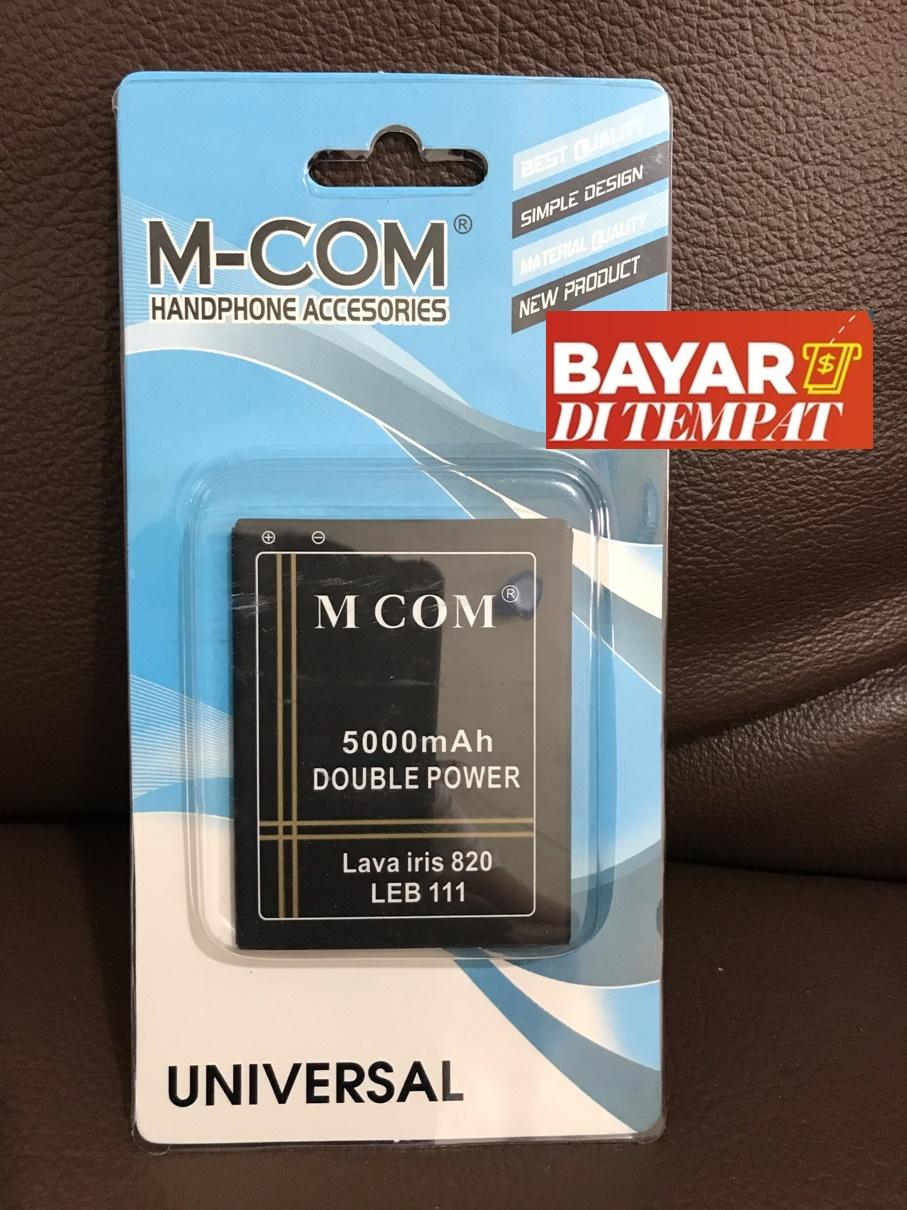 BEST QUALITY
SIMPLE DESIGN
MATERIAL QUALITY
NEW PRODUCT
M-COM®
HANDPHONE ACCESORIES
BAYAR
DI TEMPAT
M COM®
5000mAh
DOUBLE POWER
Lava iris 820
LEB 111
UNIVERSAL